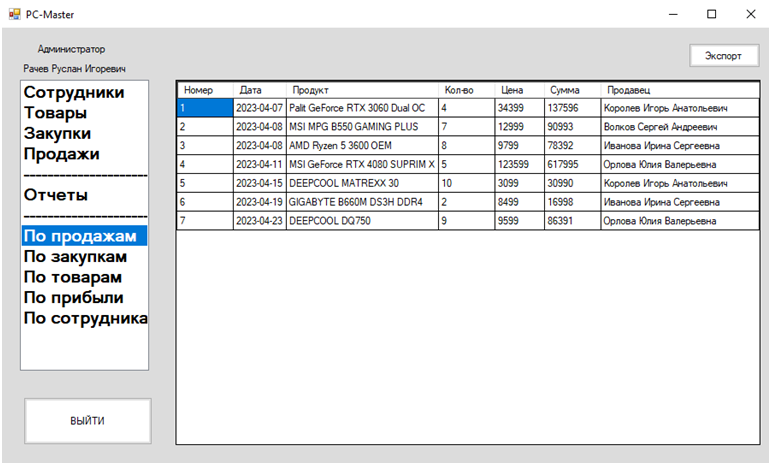 PC-Master
Администратор
Рачев Руслан Игоревич
Экспорт
Сотрудники
Товары
Закупки
Продажи
---------------------
Отчеты
---------------------
По продажам
По закупкам
По товарам
По прибыли
По сотрудника
ВЫЙТИ
Номер Дата Продукт Кол-во Цена Сумма Продавец
1 2023-04-07 Palit GeForce RTX 3060 Dual OC 4 34399 137596 Королев Игорь Анатольевич
2 2023-04-08 MSI MPG B550 GAMING PLUS 7 12999 90993 Волков Сергей Андреевич
3 2023-04-08 AMD Ryzen 5 3600 OEM 8 9799 78392 Иванова Ирина Сергеевна
4 2023-04-11 MSI GeForce RTX 4080 SUPRIM X 5 123599 617995 Орлова Юлия Валерьевна
5 2023-04-15 DEEPCOOL MATREXX 30 10 3099 30990 Королев Игорь Анатольевич
6 2023-04-19 GIGABYTE B660M DS3H DDR4 2 8499 16998 Иванова Ирина Сергеевна
7 2023-04-23 DEEPCOOL DQ750 9 9599 86391 Орлова Юлия Валерьевна